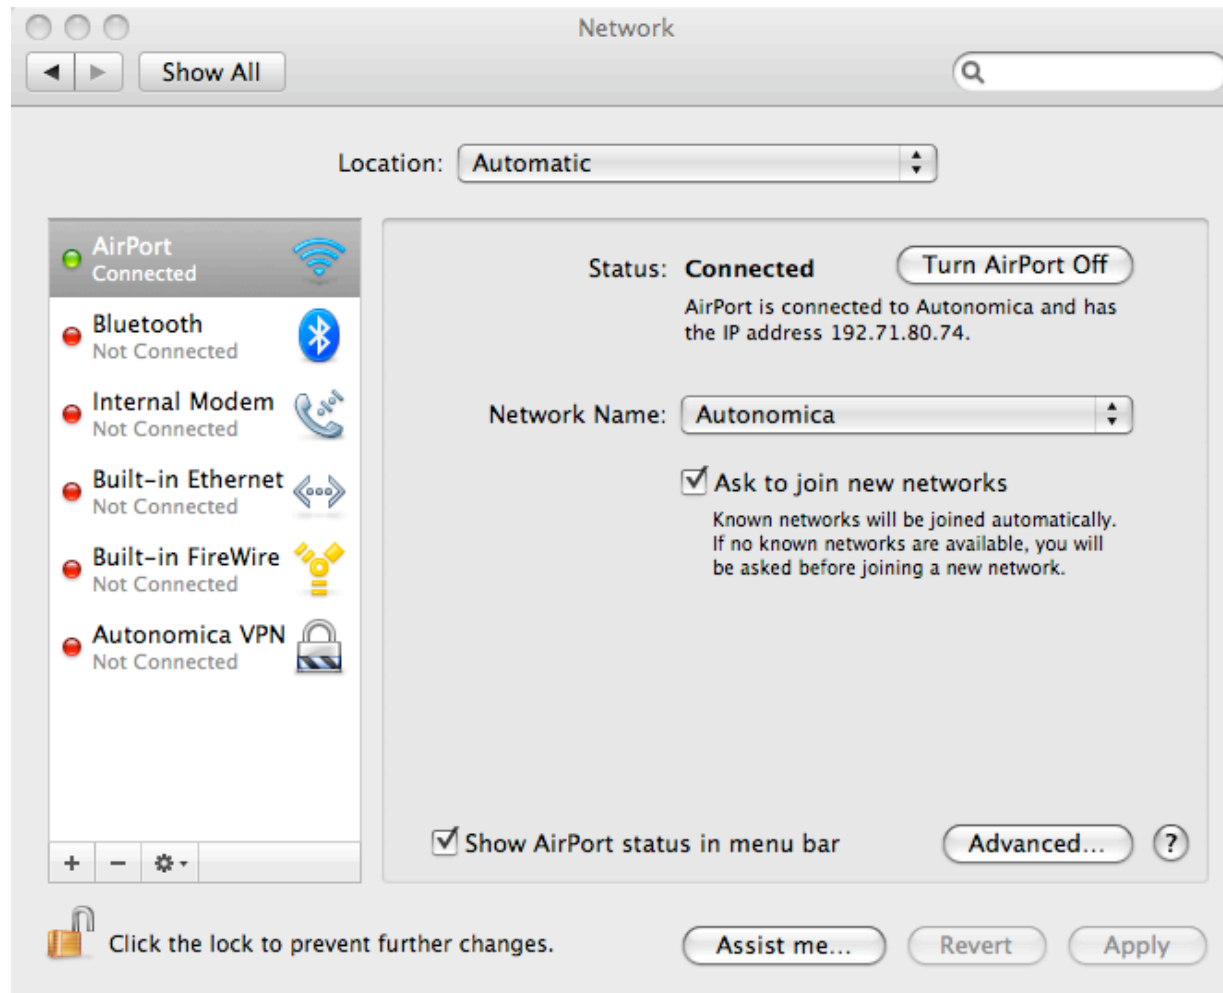 Network
Show All
Location: Automatic
AirPort
Connected
Bluetooth
Not Connected
Internal Modem
Not Connected
Built-in Ethernet
Not Connected
Built-in FireWire
Not Connected
Autonomica VPN
Not Connected
Status: Connected
Turn AirPort Off
AirPort is connected to Autonomica and has
the IP address 192.71.80.74.
Network Name: Autonomica
Ask to join new networks
Known networks will be joined automatically.
If no known networks are available, you will
be asked before joining a new network.
Show AirPort status in menu bar
Advanced...
?
Click the lock to prevent further changes.
Assist me...
Revert
Apply